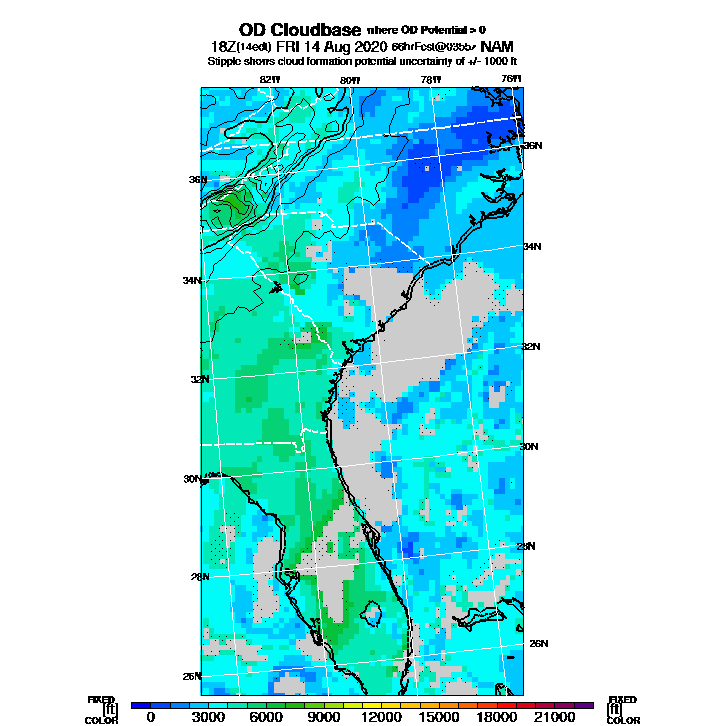 OD Cloudbase where OD Potential > 0
18Z(14edt) FRI 14 Aug 2020 66hrFcst@0355z NAM
Stipple shows cloud formation potential uncertainty of +/- 1000 ft
82W 80W 78W 76W
36N
36N
34N
34N
32N
32N
30N
30N
28N
28N
26N
26N
FIXED FIXED
[ft] [ft]
COLOR COLOR
0 3000 6000 9000 12000 15000 18000 21000